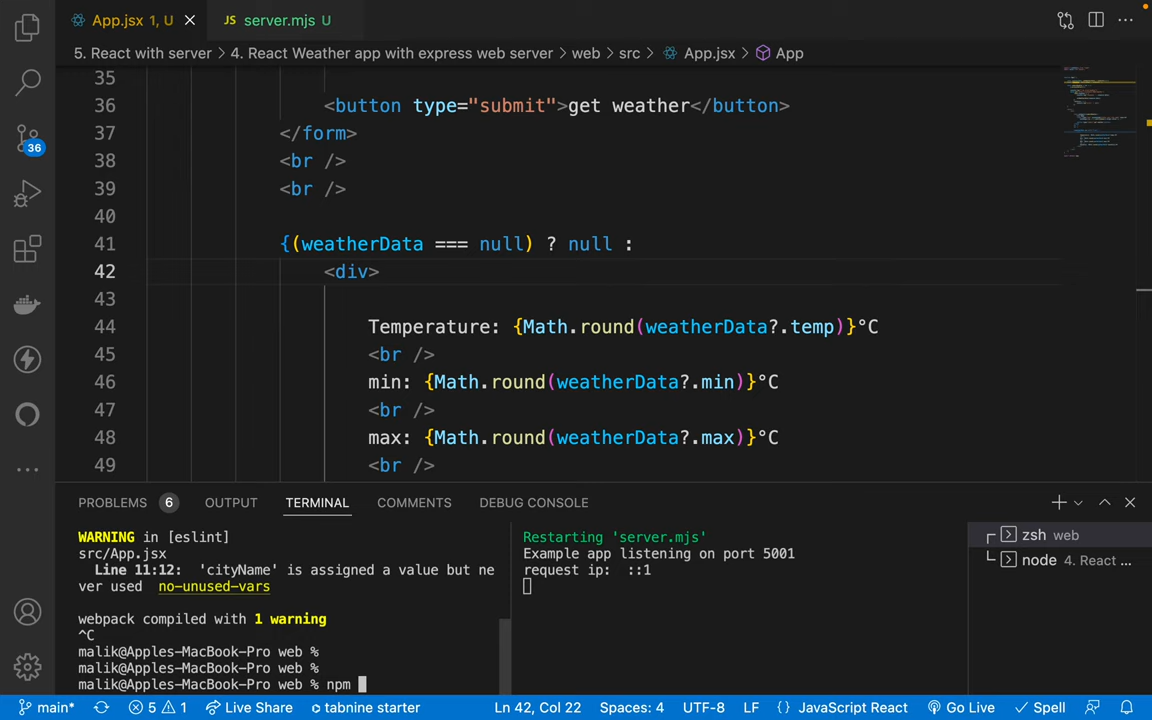 App.jsx 1, U
JS server.mjs U
5. React with server > 4. React Weather app with express web server > web > src > App.jsx > App
35
36 <button type="submit">get weather</button>
37 </form>
38 <br />
39 <br />
40
41 {(weatherData === null) ? null :
42 <div>
43
44 Temperature: {Math.round(weatherData?.temp)}°C
45 <br />
46 min: {Math.round(weatherData?.min)}°C
47 <br />
48 max: {Math.round(weatherData?.max)}°C
49 <br />
36
PROBLEMS 6 OUTPUT TERMINAL COMMENTS DEBUG CONSOLE
WARNING in [eslint]
src/App.jsx
Line 11:12: 'cityName' is assigned a value but ne
ver used no-unused-vars
webpack compiled with 1 warning
^C
malik@Apples-MacBook-Pro web %
malik@Apples-MacBook-Pro web %
malik@Apples-MacBook-Pro web % npm
Restarting 'server.mjs'
Example app listening on port 5001
request ip: ::1
zsh web
node 4. React ...
main* 5 1 Live Share tabnine starter Ln 42, Col 22 Spaces: 4 UTF-8 LF {} JavaScript React Go Live Spell